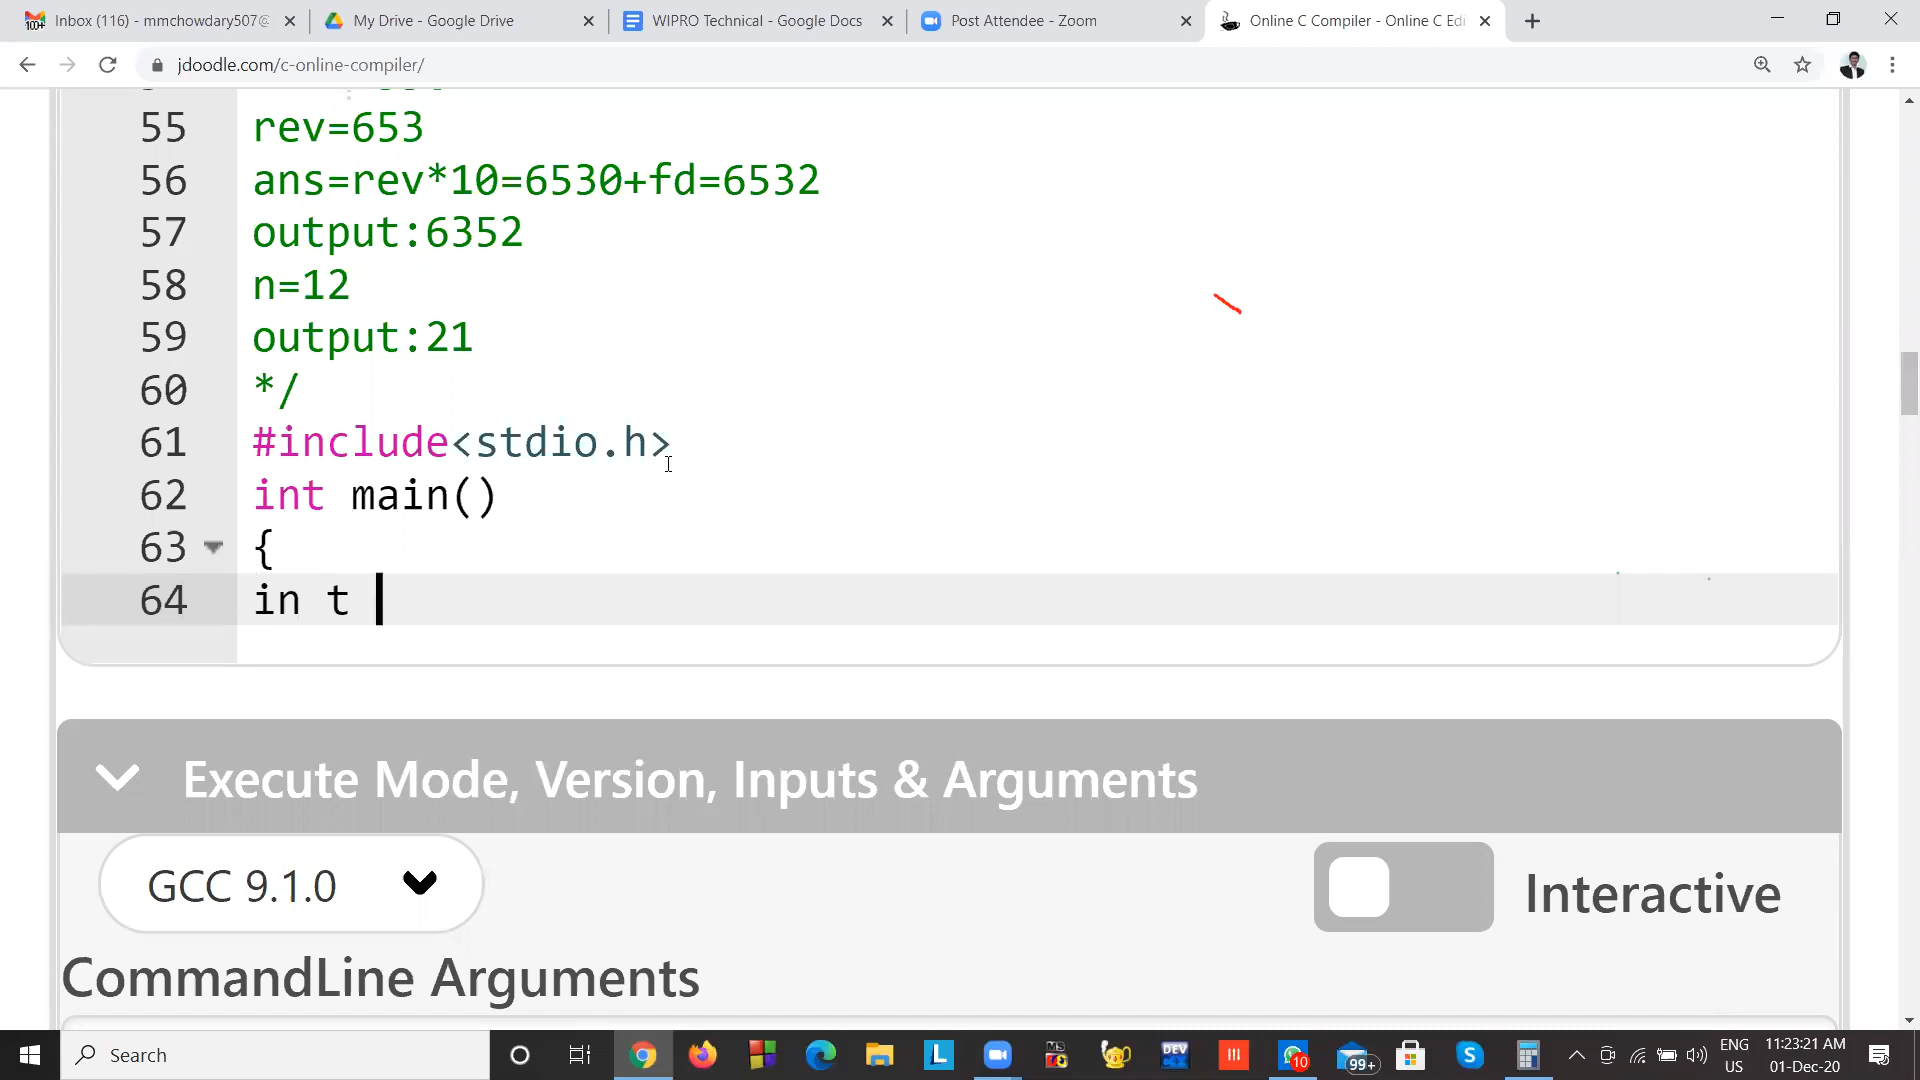 Inbox (116) - mmchowdary507@
My Drive - Google Drive
WIPRO Technical - Google Docs
Post Attendee - Zoom
Online C Compiler - Online C Edi
jdoodle.com/c-online-compiler/
55 rev=653
56 ans=rev*10=6530+fd=6532
57 output:6352
58 n=12
59 output:21
60 */
61 #include<stdio.h>
62 int main()
63 {
64 in t
Execute Mode, Version, Inputs & Arguments
GCC 9.1.0
Interactive
CommandLine Arguments
Search
L
MS
DEV
10
99+
S
ENG
US
11:23:21 AM
01-Dec-20